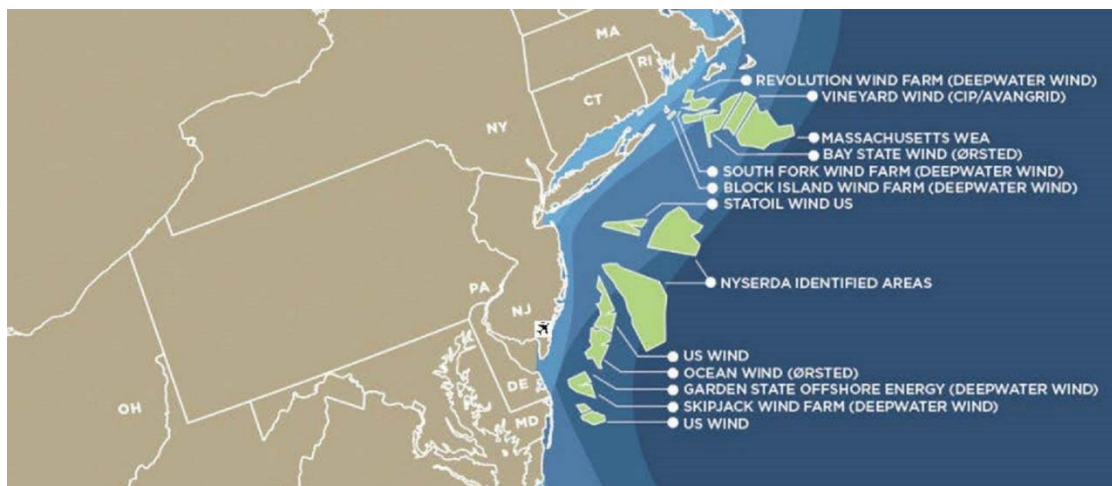 MA
RI
CT
NY
PA
NJ
OH
DE
MD
REVOLUTION WIND FARM (DEEPWATER WIND)
VINEYARD WIND (CIP/AVANGRID)
MASSACHUSETTS WEA
BAY STATE WIND (ØRSTED)
SOUTH FORK WIND FARM (DEEPWATER WIND)
BLOCK ISLAND WIND FARM (DEEPWATER WIND)
STATOIL WIND US
NYSERDA IDENTIFIED AREAS
US WIND
OCEAN WIND (ØRSTED)
GARDEN STATE OFFSHORE ENERGY (DEEPWATER WIND)
SKIPJACK WIND FARM (DEEPWATER WIND)
US WIND